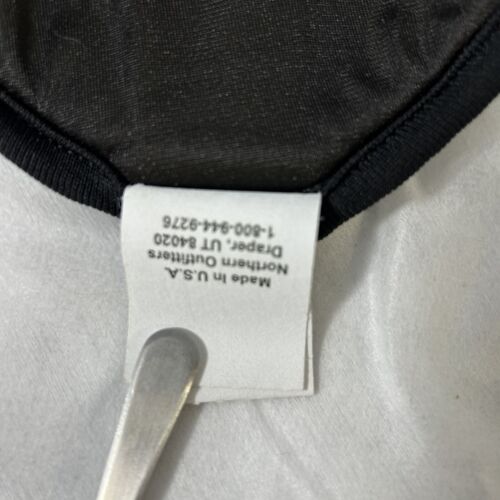 Made In U.S.A.
Northern Outfitters
Draper, UT 84020
1-800-944-9276